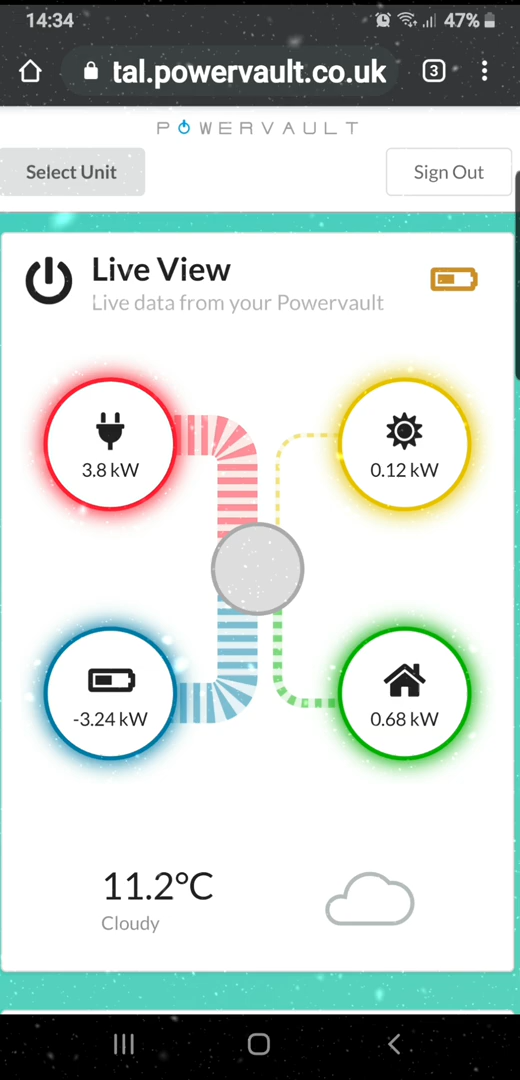 14:34
47%
tal.powervault.co.uk
3
POWERVAULT
Select Unit
Sign Out
Live View
Live data from your Powervault
3.8 kW
0.12 kW
-3.24 kW
0.68 kW
11.2°C
Cloudy